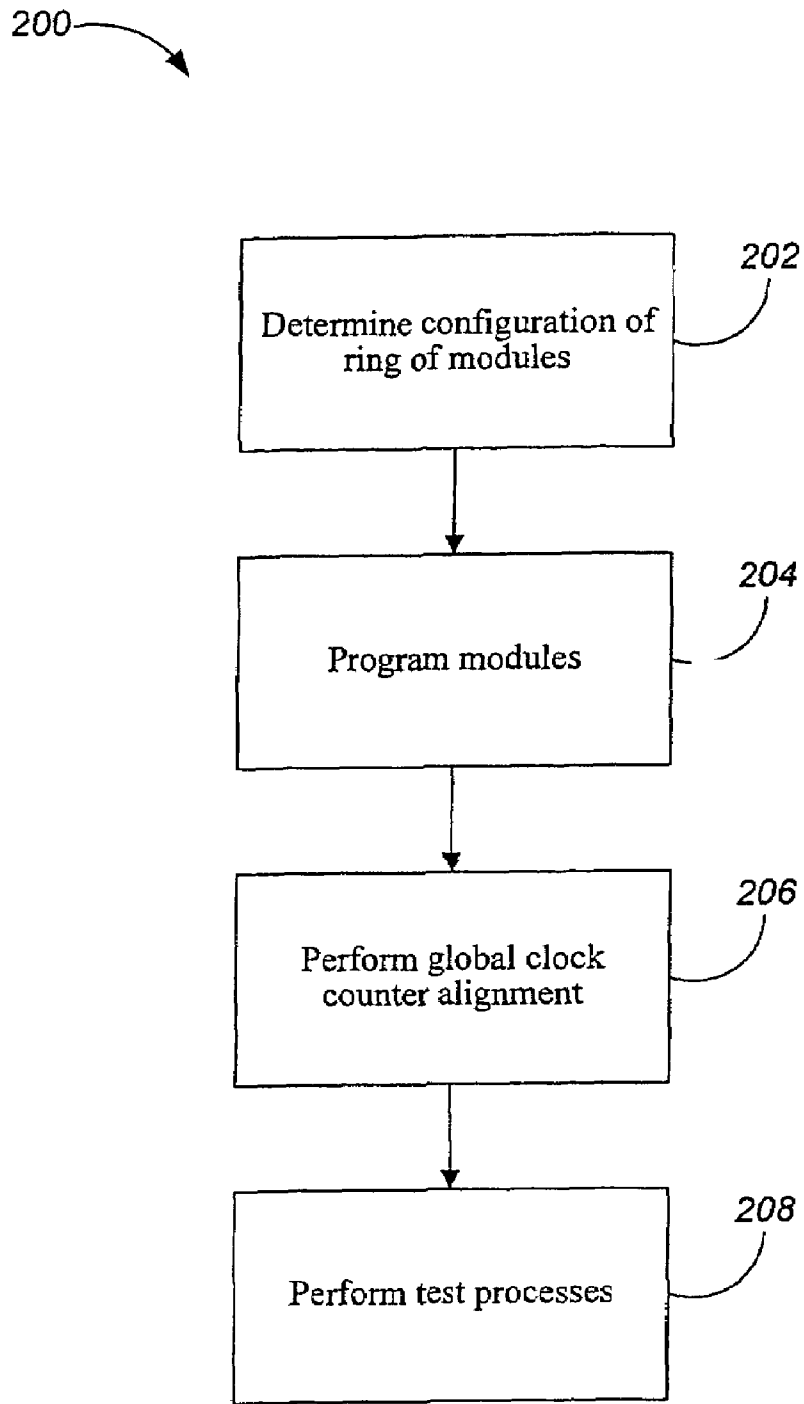 200
202
Determine configuration of
ring of modules
204
Program modules
206
Perform global clock
counter alignment
208
Perform test processes